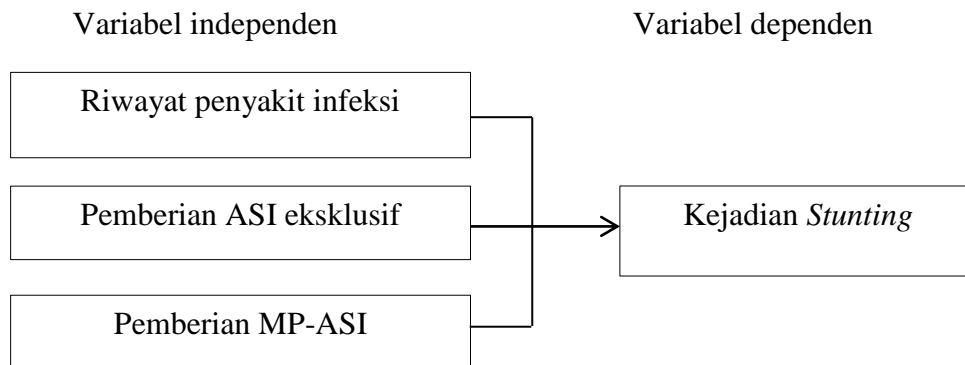 Variabel independen
Variabel dependen
Riwayat penyakit infeksi
Pemberian ASI eksklusif
Kejadian Stunting
Pemberian MP-ASI